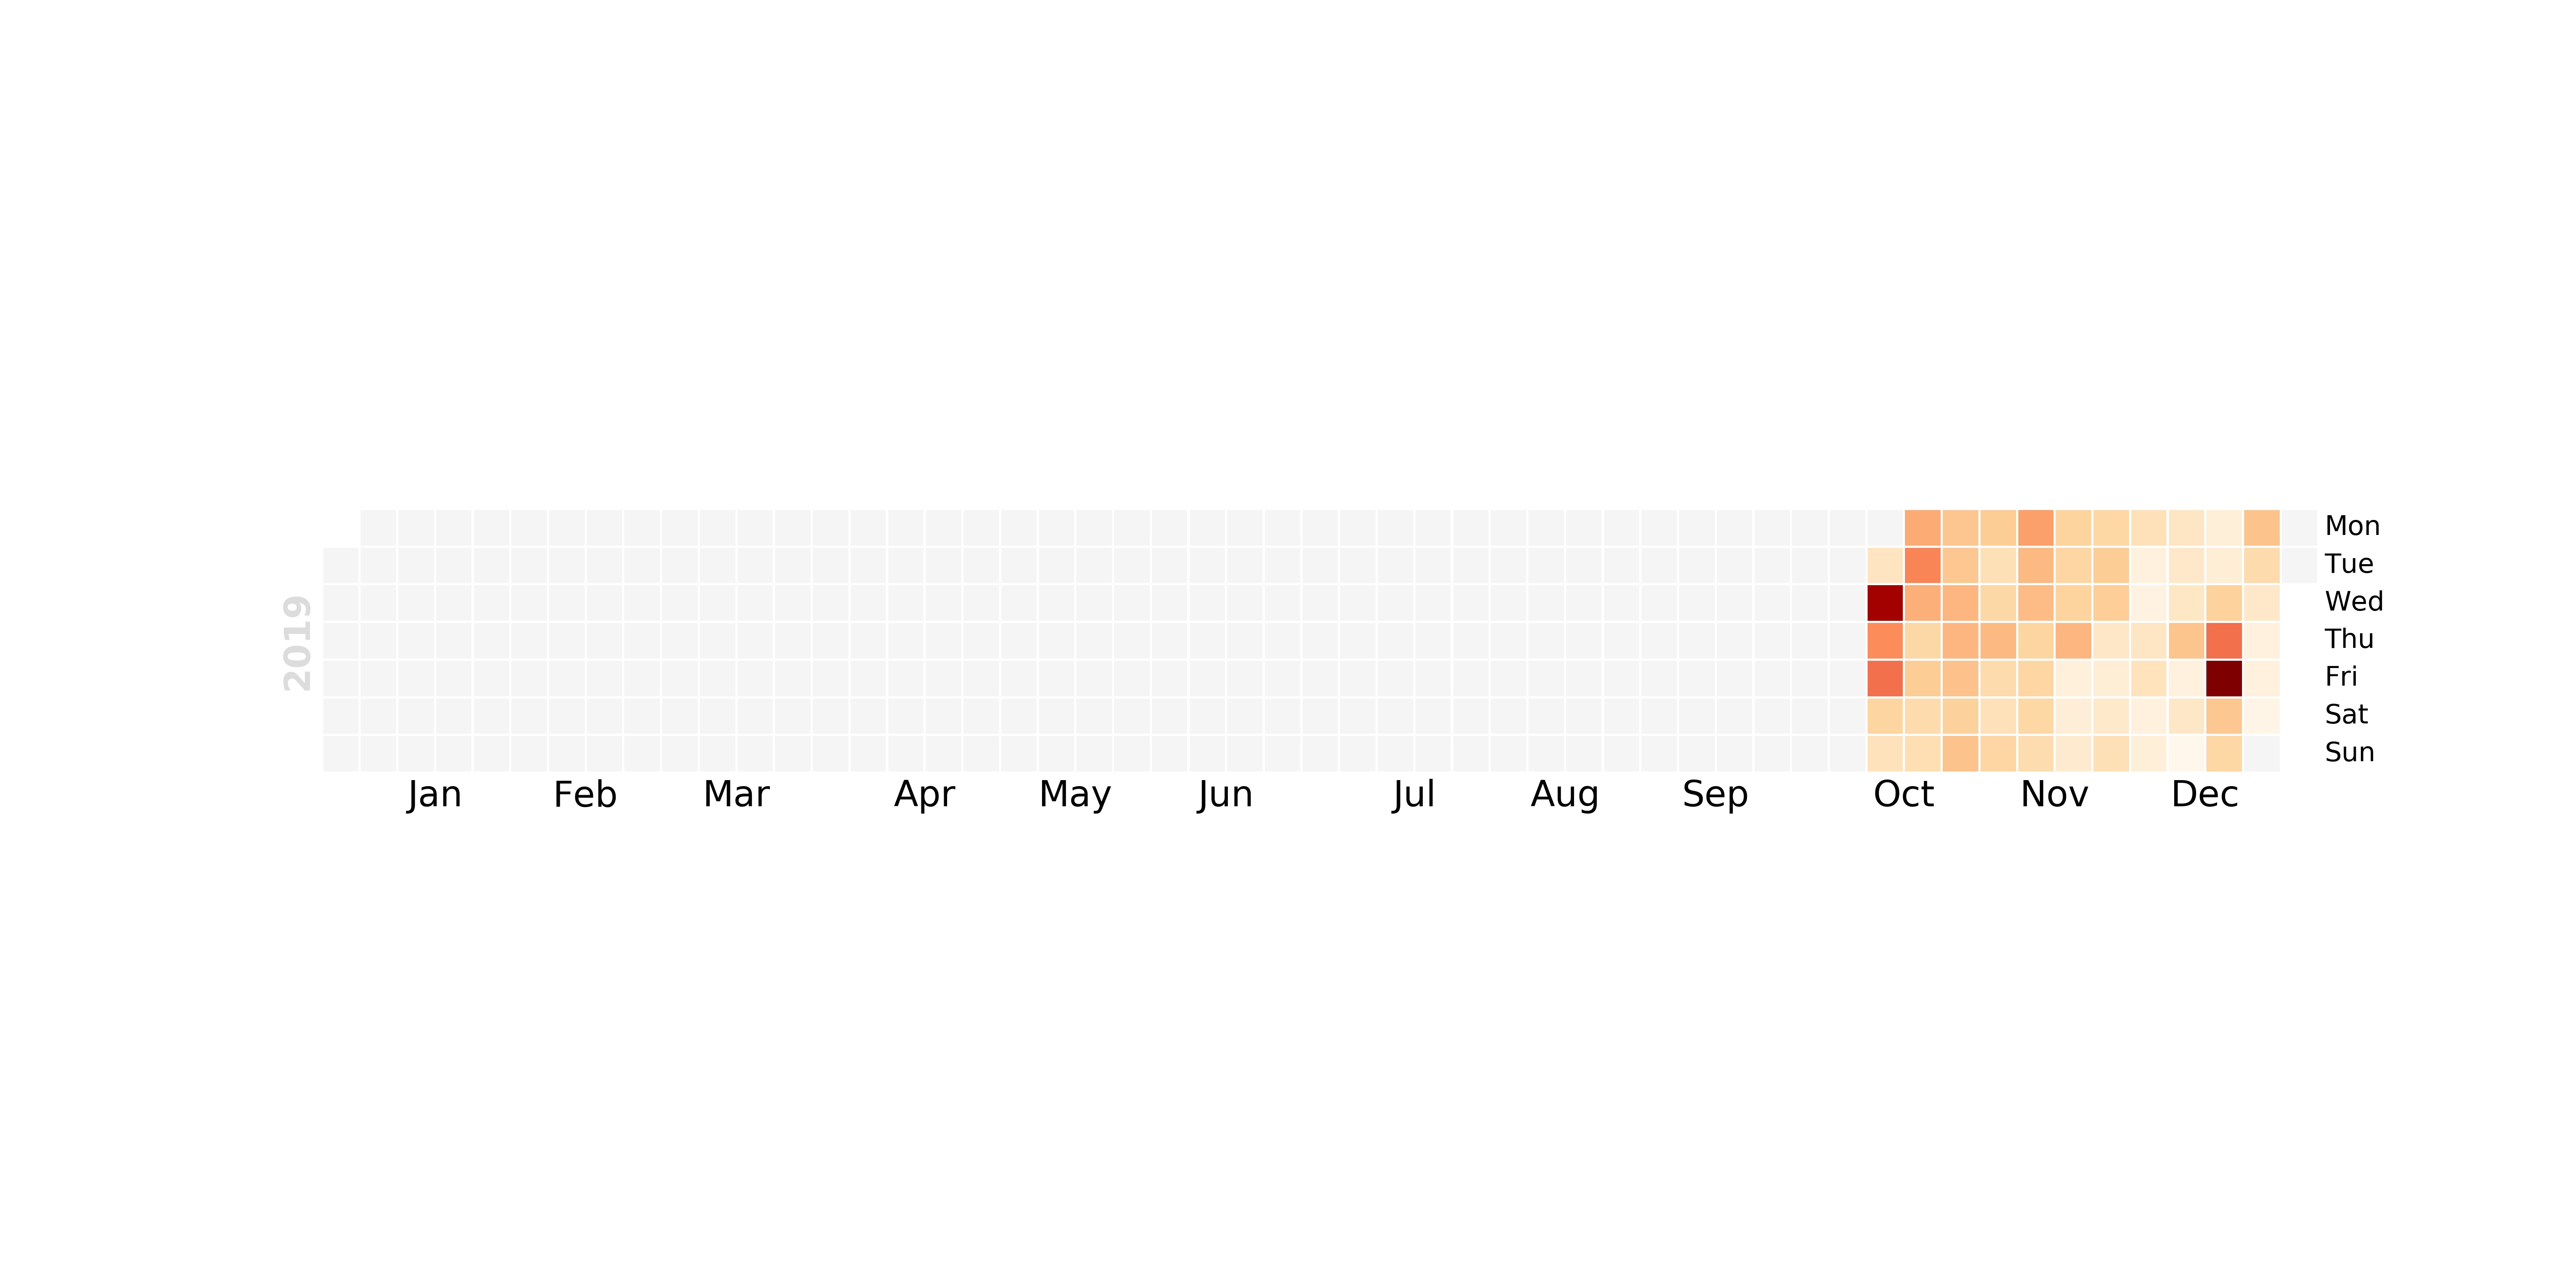 2019
Mon
Tue
Wed
Thu
Fri
Sat
Sun
Jan Feb Mar Apr May Jun Jul Aug Sep Oct Nov Dec